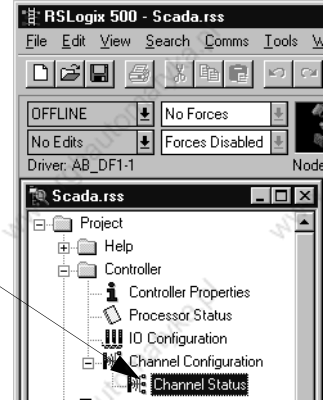 RSLogix 500 - Scada.rss
File Edit View Search Comms Tools
OFFLINE No Forces
No Edits Forces Disabled
Driver: AB_DF1-1 Node
Scada.rss
Project
Help
Controller
Controller Properties
Processor Status
IO Configuration
Channel Configuration
Channel Status